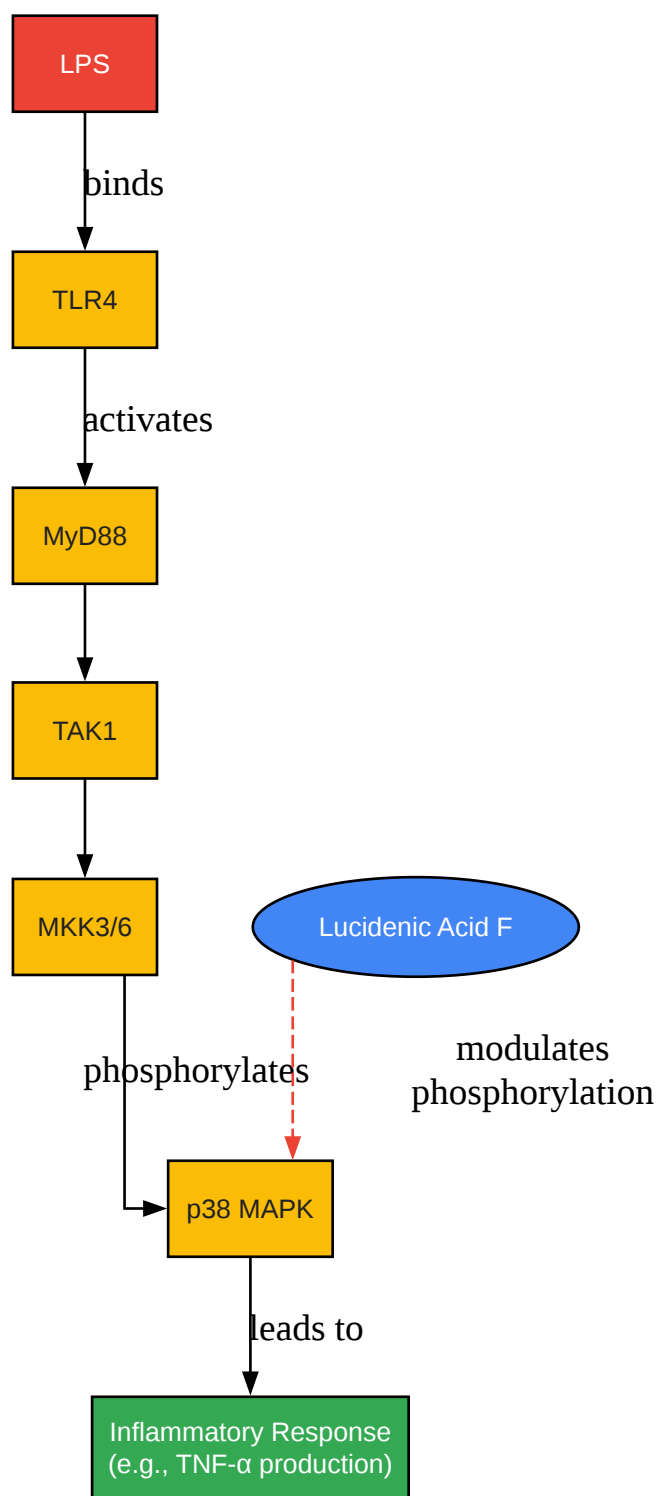 LPS
binds
TLR4
activates
MyD88
TAK1
MKK3/6
Lucidenic Acid F
phosphorylates
modulates
phosphorylation
p38 MAPK
leads to
Inflammatory Response
(e.g., TNF-α production)